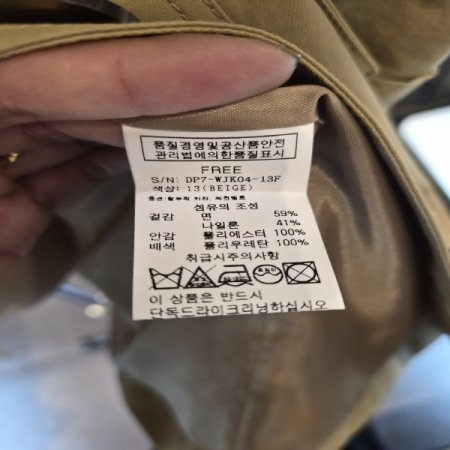 품질경영및공산품안전
관리법에의한품질표시
FREE
S/N: DP7-WJK04-13F
색상: 13(BEIGE)
섬유의 조성
겉감 면 59%
나일론 41%
안감 폴리에스터 100%
배색 폴리우레탄 100%
취급시주의사항
이 상품은 반드시
단독드라이크리닝하십시오